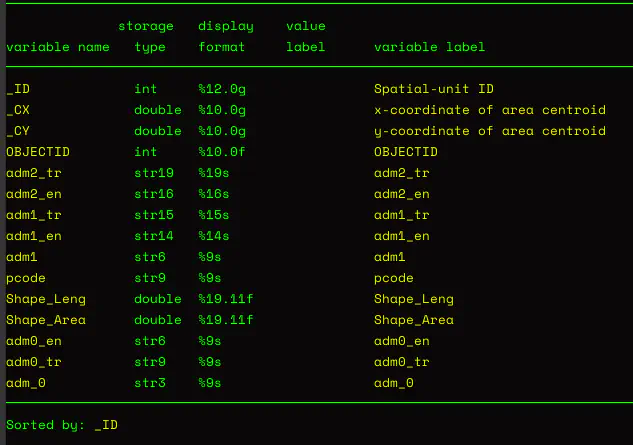 storage display value
variable name type format label variable label
_ID int %12.0g Spatial-unit ID
_CX double %10.0g x-coordinate of area centroid
_CY double %10.0g y-coordinate of area centroid
OBJECTID int %10.0f OBJECTID
adm2_tr str19 %19s adm2_tr
adm2_en str16 %16s adm2_en
adm1_tr str15 %15s adm1_tr
adm1_en str14 %14s adm1_en
adm1 str6 %9s adm1
pcode str9 %9s pcode
Shape_Leng double %19.11f Shape_Leng
Shape_Area double %19.11f Shape_Area
adm0_en str6 %9s adm0_en
adm0_tr str9 %9s adm0_tr
adm_0 str3 %9s adm_0
Sorted by: _ID